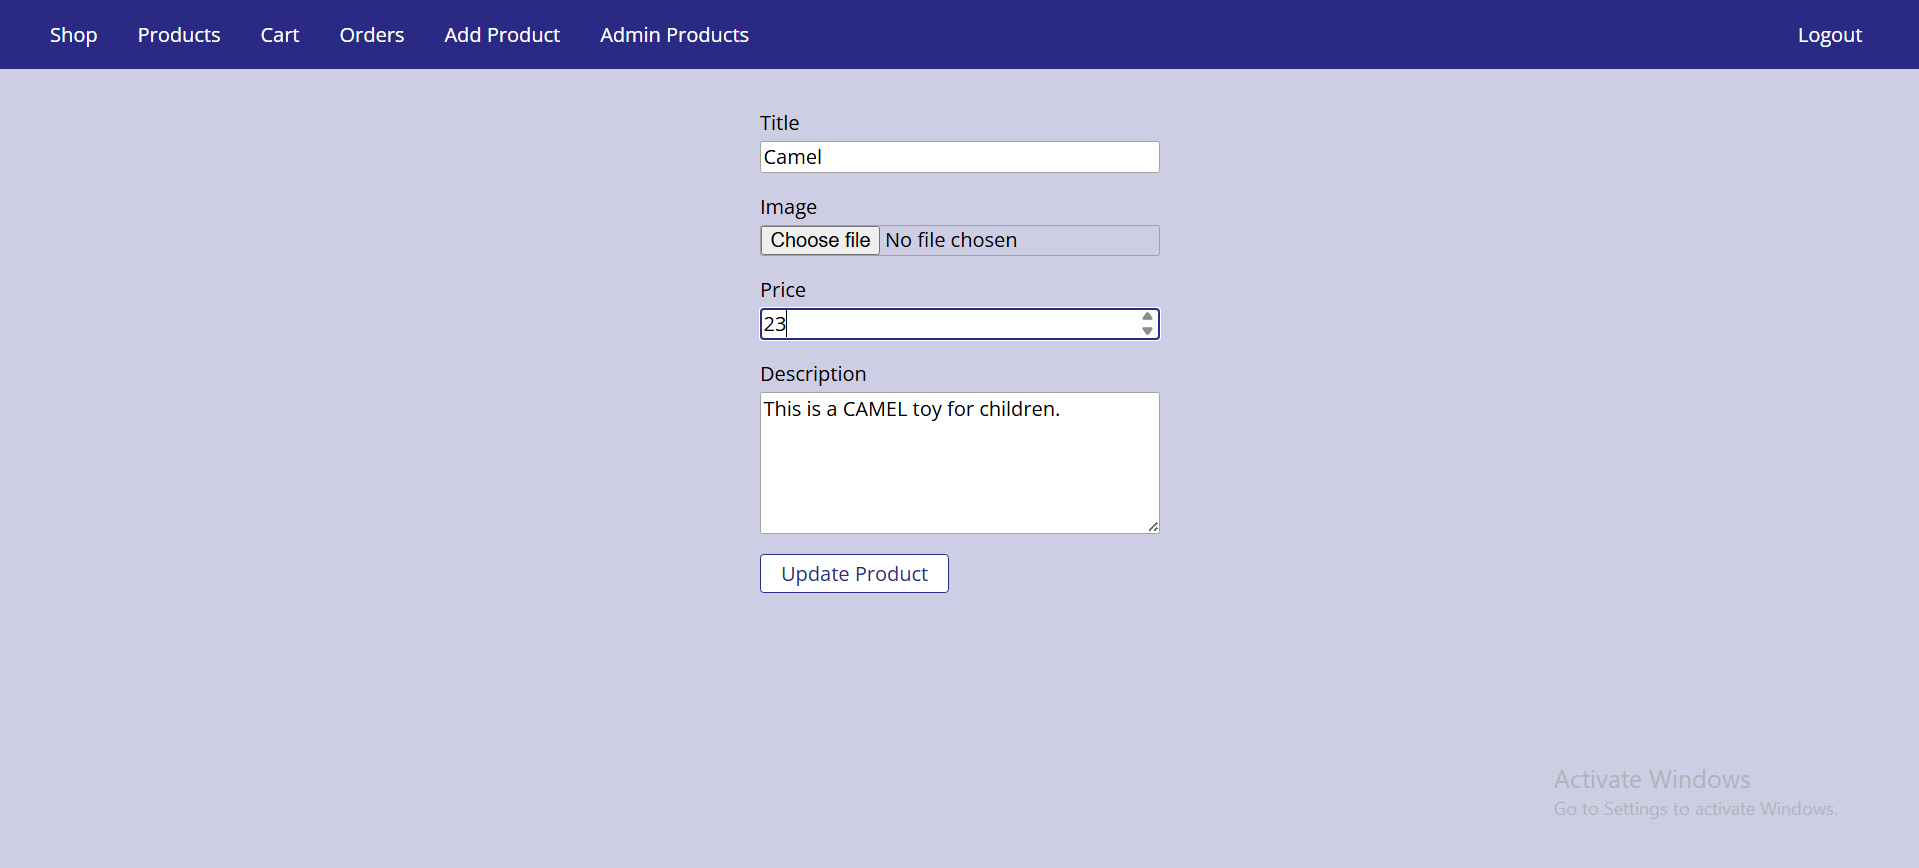 Shop Products Cart Orders Add Product Admin Products Logout
Title
Camel
Image
Choose file No file chosen
Price
23
Description
This is a CAMEL toy for children.
Update Product
Activate Windows
Go to Settings to activate Windows.